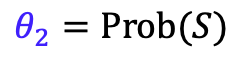 θ₂ = Prob(S)